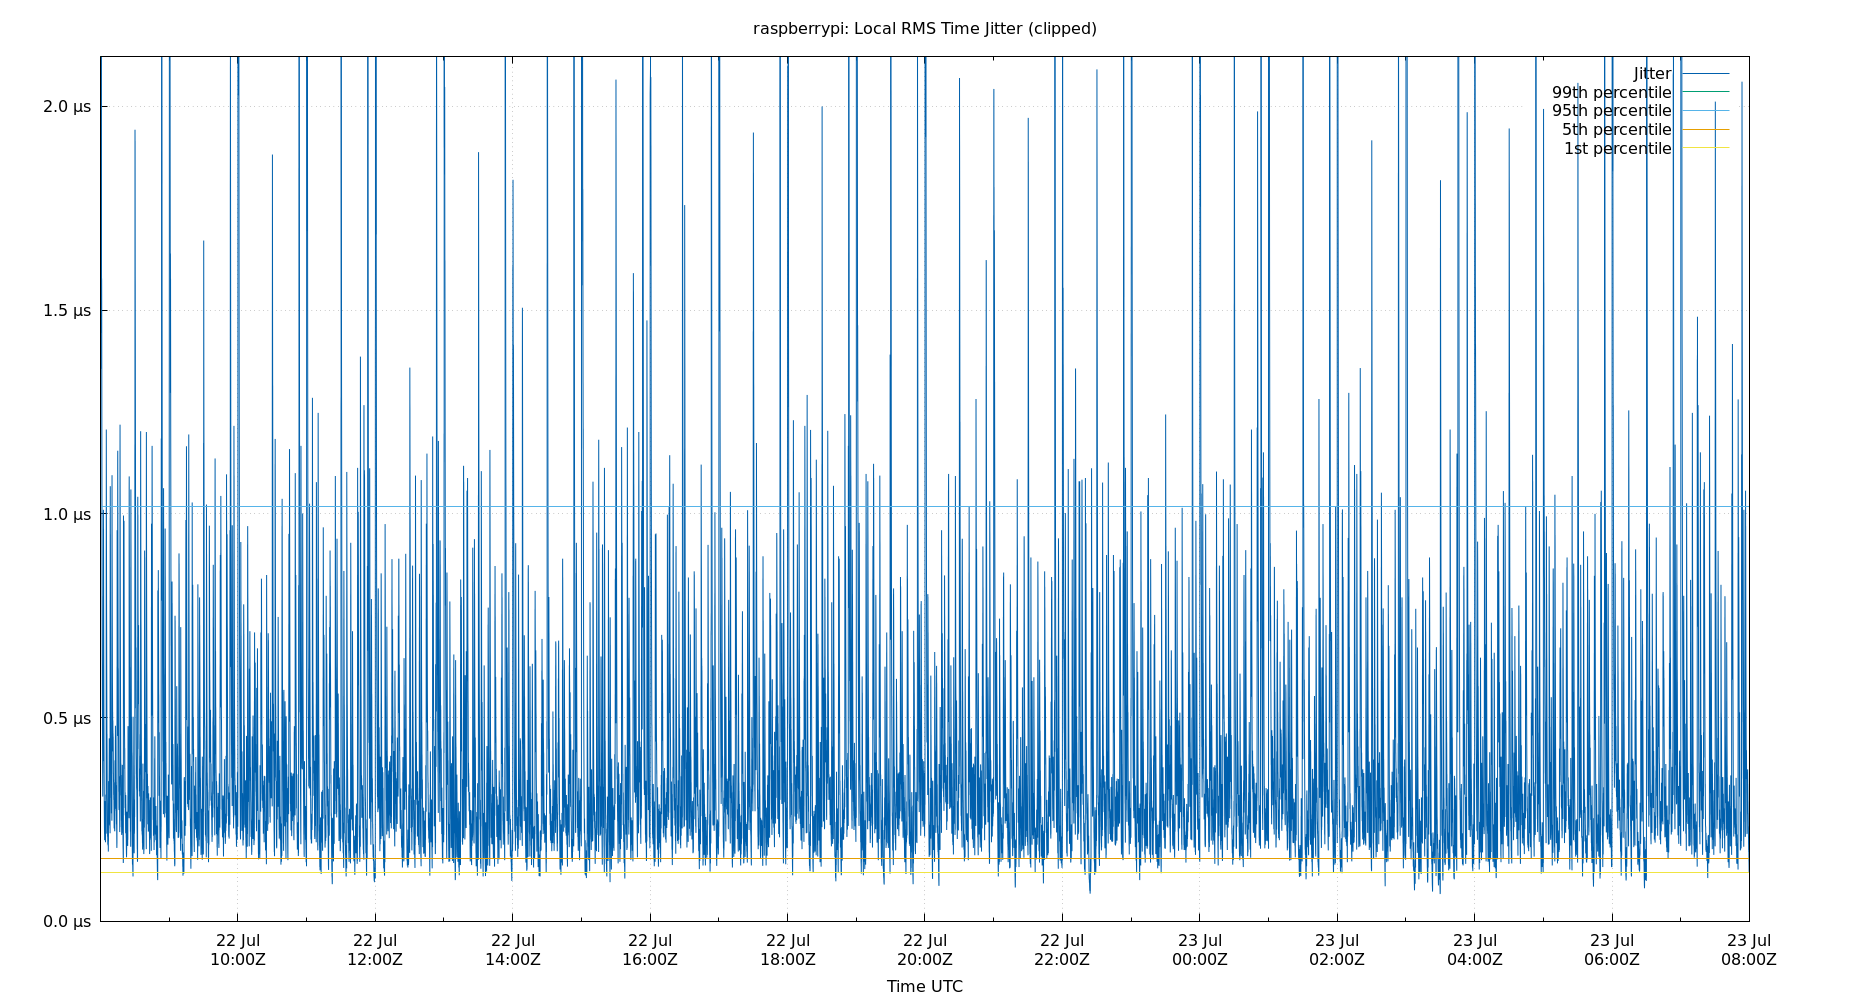 raspberrypi: Local RMS Time Jitter (clipped)
Jitter
99th percentile
95th percentile
5th percentile
1st percentile
2.0 µs
1.5 µs
1.0 µs
0.5 µs
0.0 µs
22 Jul 22 Jul 22 Jul 22 Jul 22 Jul 22 Jul 22 Jul 23 Jul 23 Jul 23 Jul 23 Jul 23 Jul
10:00Z 12:00Z 14:00Z 16:00Z 18:00Z 20:00Z 22:00Z 00:00Z 02:00Z 04:00Z 06:00Z 08:00Z
Time UTC